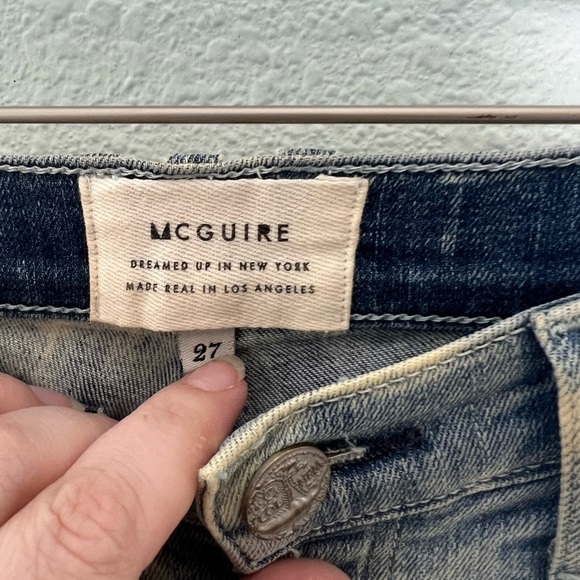 MCGUIRE
DREAMED UP IN NEW YORK
MADE REAL IN LOS ANGELES
27